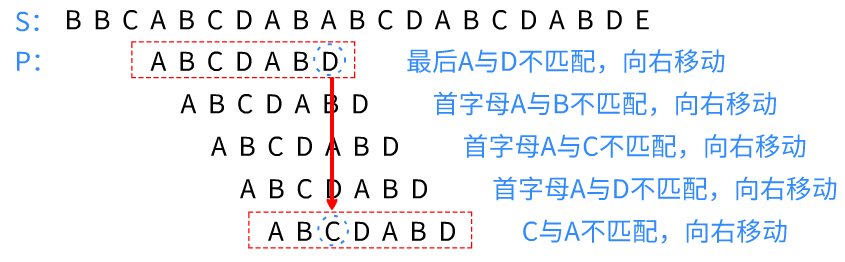 S: B B C A B C D A B A B C D A B C D A B D E
P: A B C D A B D 最后A与D不匹配，向右移动
A B C D A B D 首字母A与B不匹配，向右移动
A B C D A B D 首字母A与C不匹配，向右移动
A B C D A B D 首字母A与D不匹配，向右移动
A B C D A B D C与A不匹配，向右移动